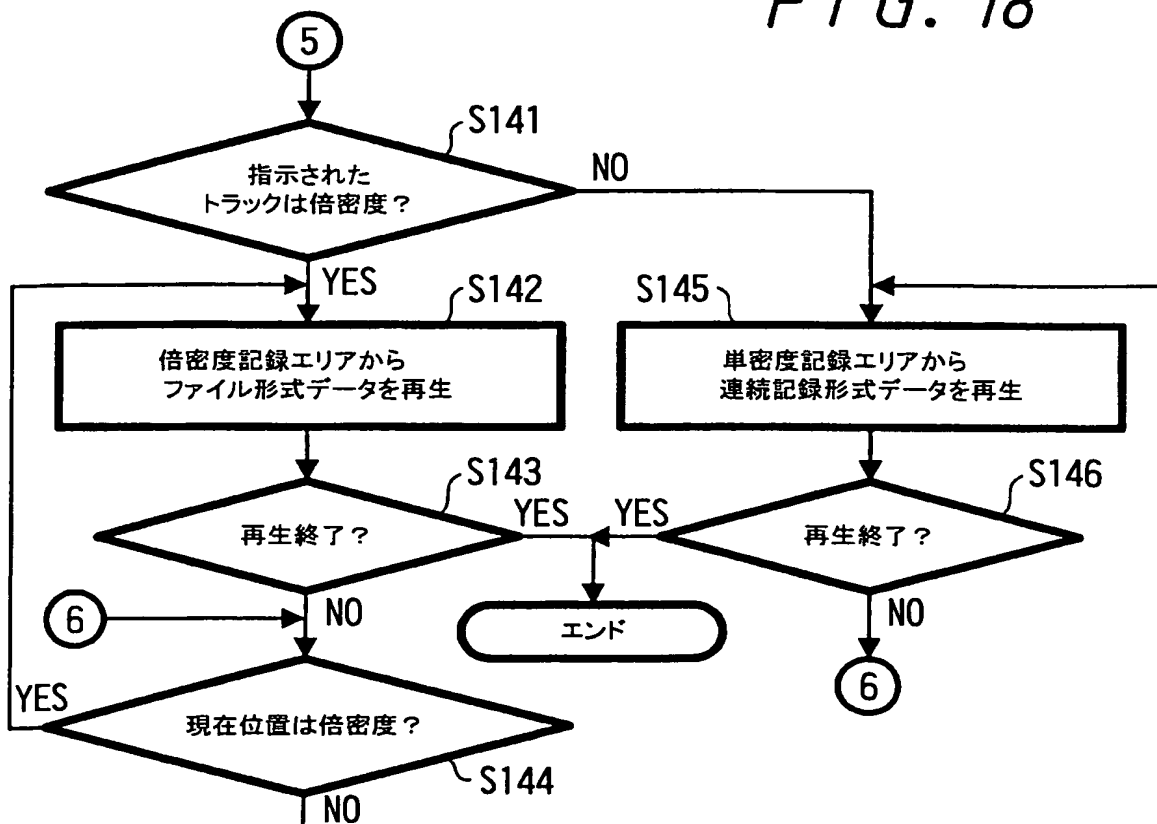 FIG. 18
5
S141
指示された
トラックは倍密度?
NO
YES
S142
倍密度記録エリアから
ファイル形式データを再生
S145
単密度記録エリアから
連続記録形式データを再生
S143
再生終了?
YES
YES
S146
再生終了?
6
NO
エンド
NO
6
YES
現在位置は倍密度?
S144
NO